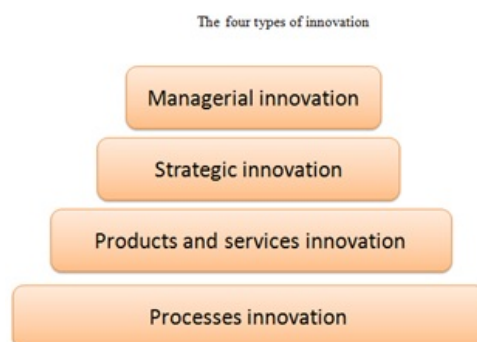 The four types of innovation
Managerial innovation
Strategic innovation
Products and services innovation
Processes innovation